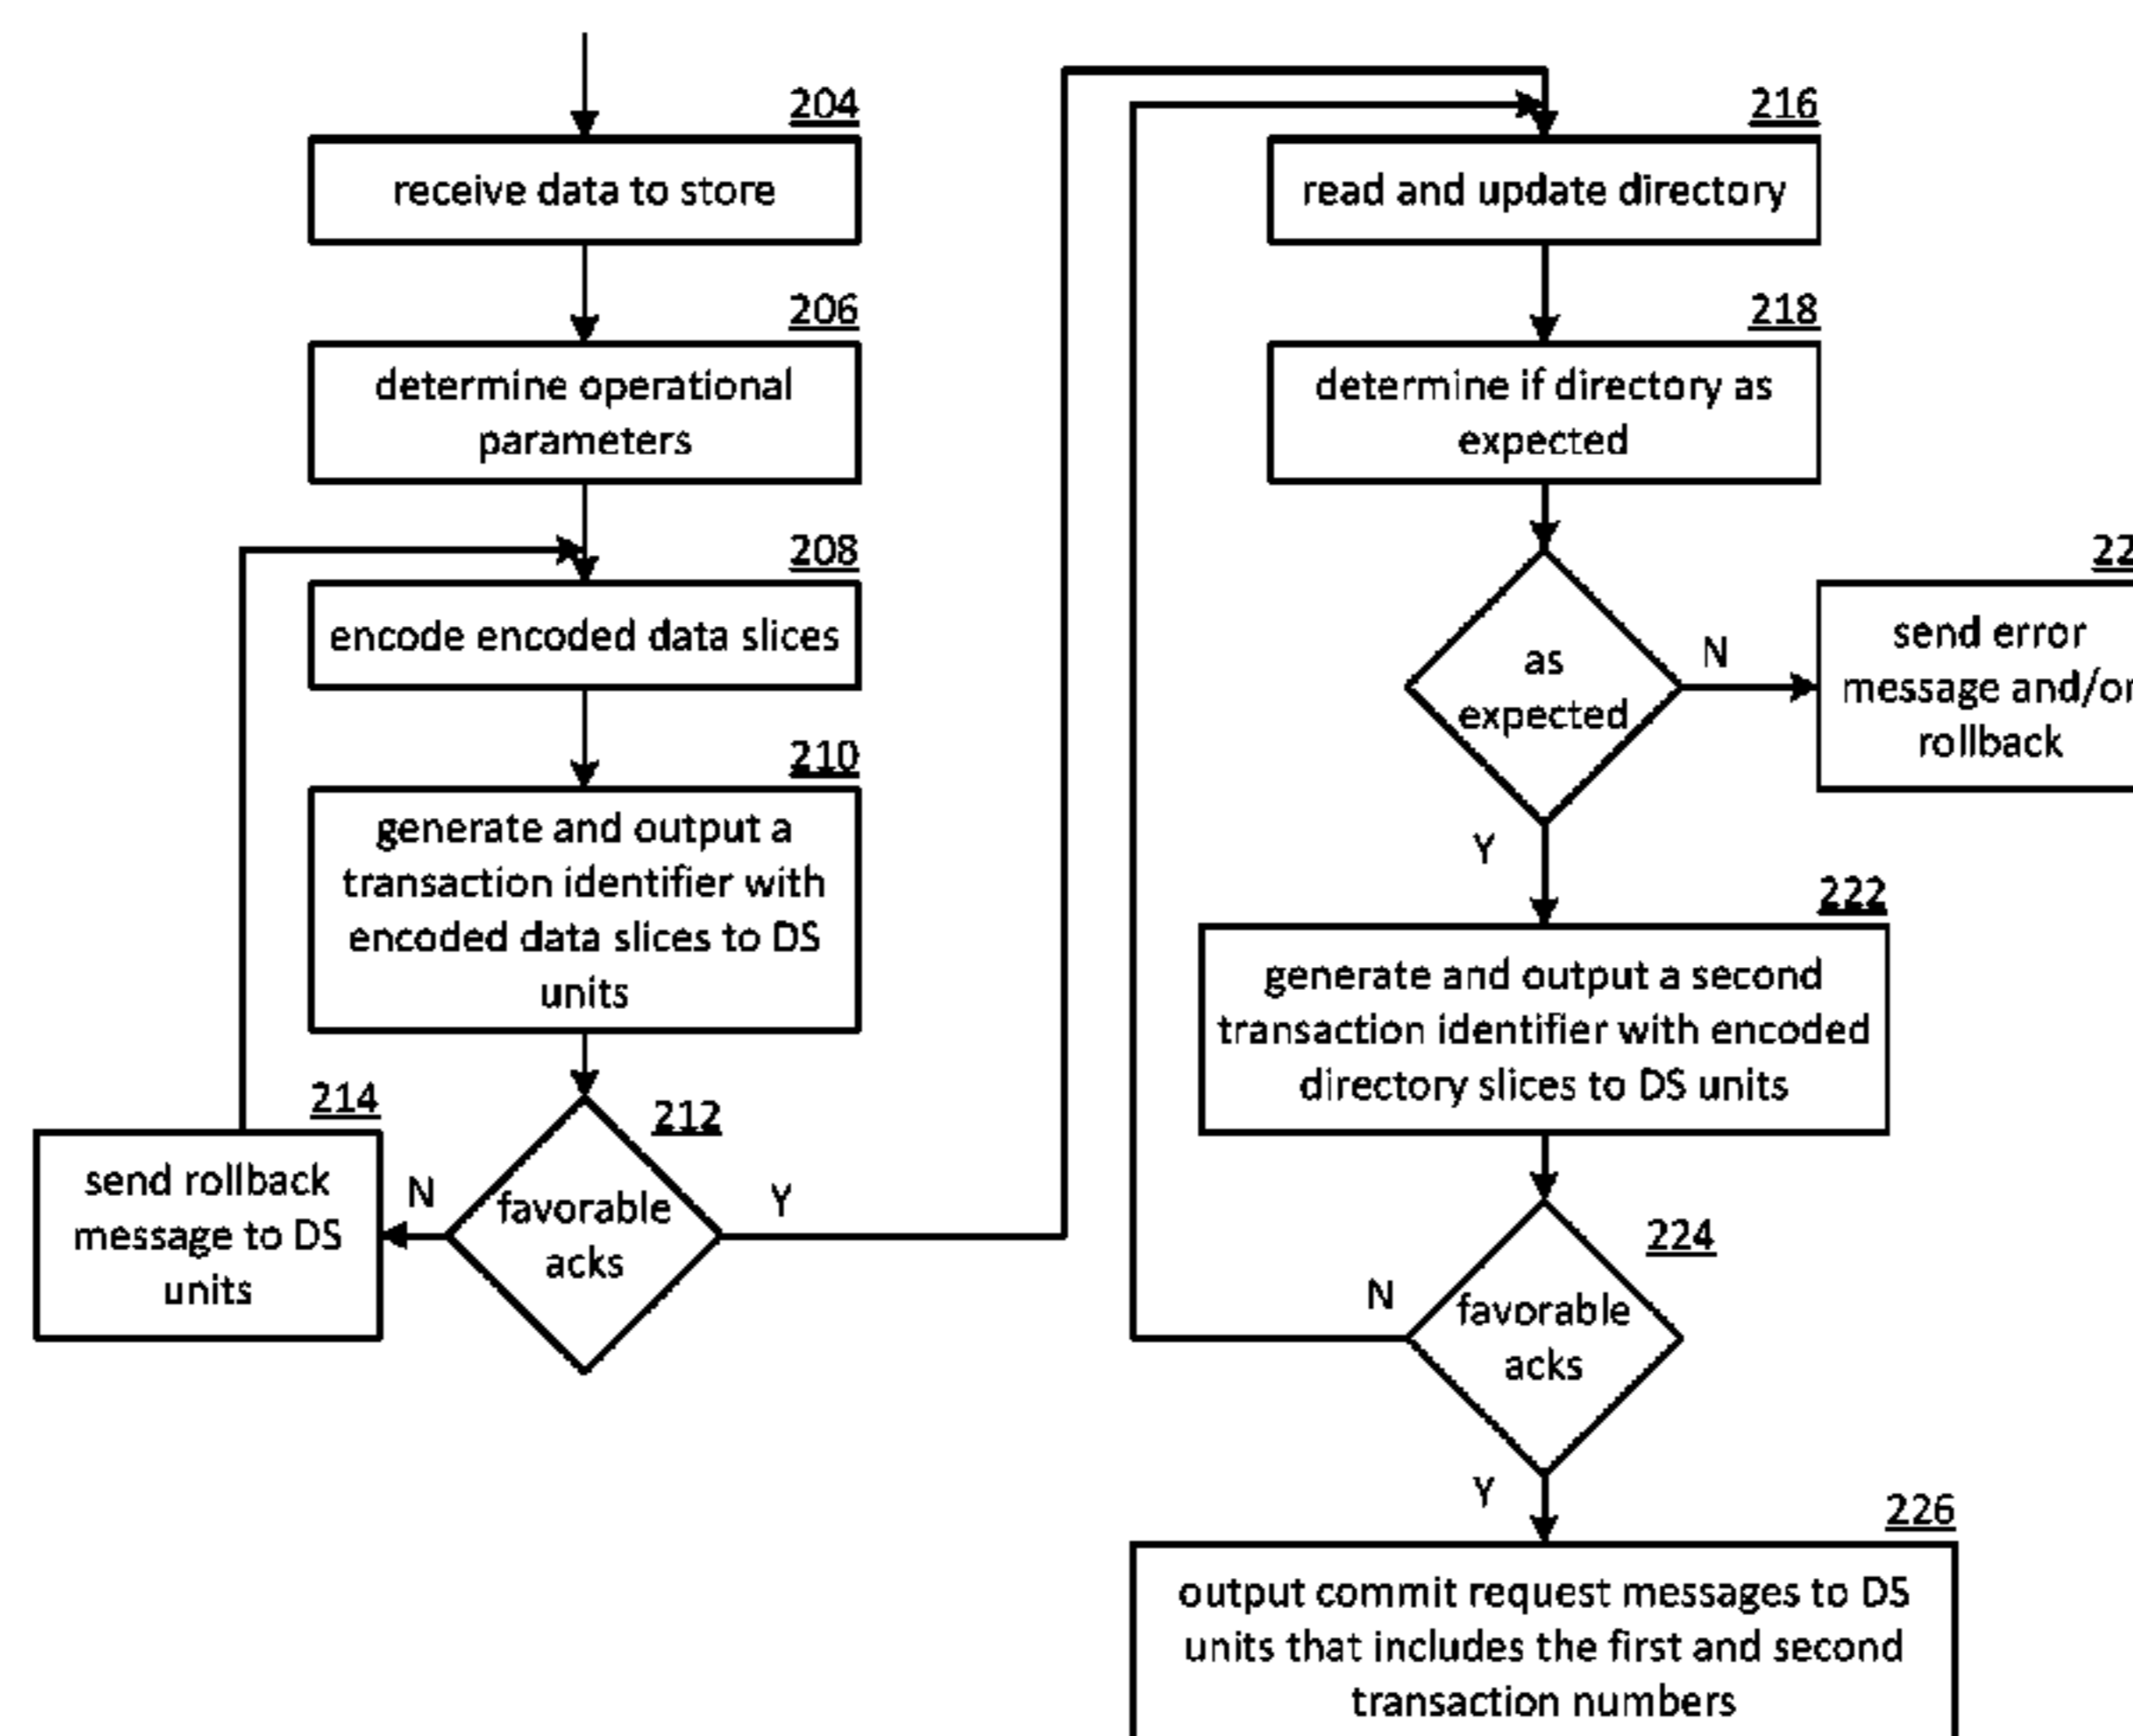 204
receive data to store
206
determine operational
parameters
208
encode encoded data slices
210
generate and output a
transaction identifier with
encoded data slices to DS
units
212
favorable
acks
N
Y
214
send rollback
message to DS
units
216
read and update directory
218
determine if directory as
expected
as
expected
N
Y
22
send error
message and/or
rollback
222
generate and output a second
transaction identifier with encoded
directory slices to DS units
224
favorable
acks
N
Y
226
output commit request messages to DS
units that includes the first and second
transaction numbers